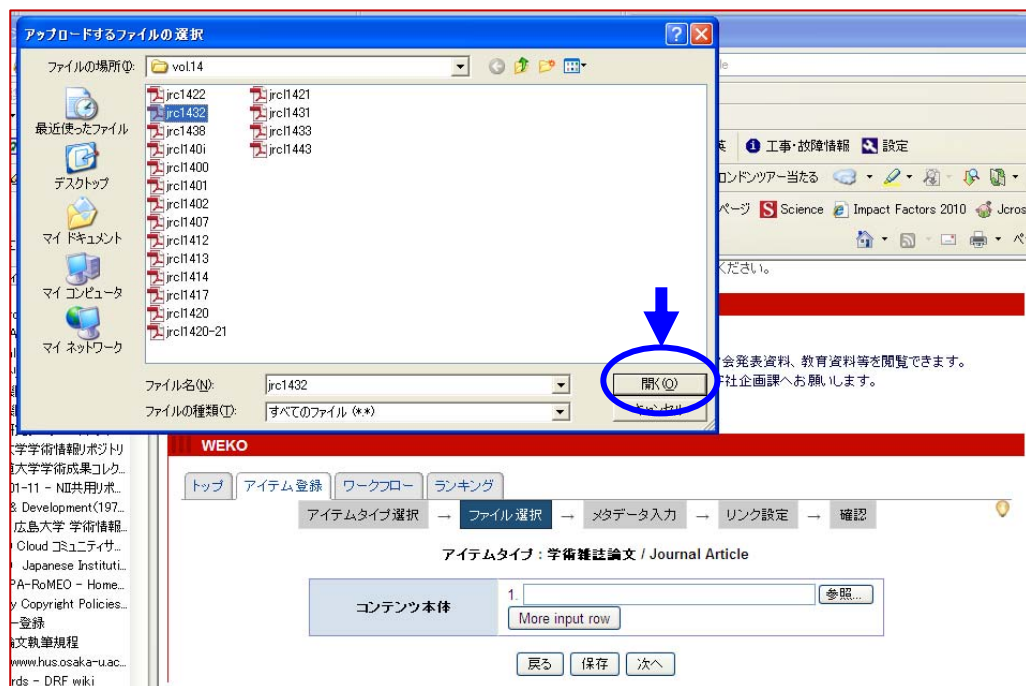 アップロードするファイルの選択
ファイルの場所(I):
vol.14
最近使ったファイル
デスクトップ
マイ ドキュメント
マイ コンピュータ
マイ ネットワーク
jrc1422
jrc1432
jrc1438
jrcl140i
jrcl1400
jrcl1401
jrcl1402
jrcl1407
jrcl1412
jrcl1413
jrcl1414
jrcl1417
jrcl1420
jrcl1420-21
jrcl1421
jrcl1431
jrcl1433
jrcl1443
ファイル名(N):
jrc1432
開く(O)
ファイルの種類(T):
すべてのファイル (*.*)
キャンセル
工事・故障情報 設定
ロンドンツアー当たる
ページ Science Impact Factors 2010 Jcros
ください。
会発表資料、教育資料等を閲覧できます。
社企画課へお願いします。
大学学術情報リポジトリ
大学学術成果コレク...
01-11 - NII共用リポ...
& Development(197...
広島大学 学術情報...
Cloud コミュニティサ...
Japanese Instituti...
PA-RoMEO - Home...
y Copyright Policies...
ー登録
論文執筆規程
www.hus.osaka-u.ac...
rds - DRF wiki
WEKO
トップ アイテム登録 ワークフロー ランキング
アイテムタイプ選択 → ファイル選択 → メタデータ入力 → リンク設定 → 確認
アイテムタイプ : 学術雑誌論文 / Journal Article
コンテンツ本体
1.
参照...
More input row
戻る 保存 次へ